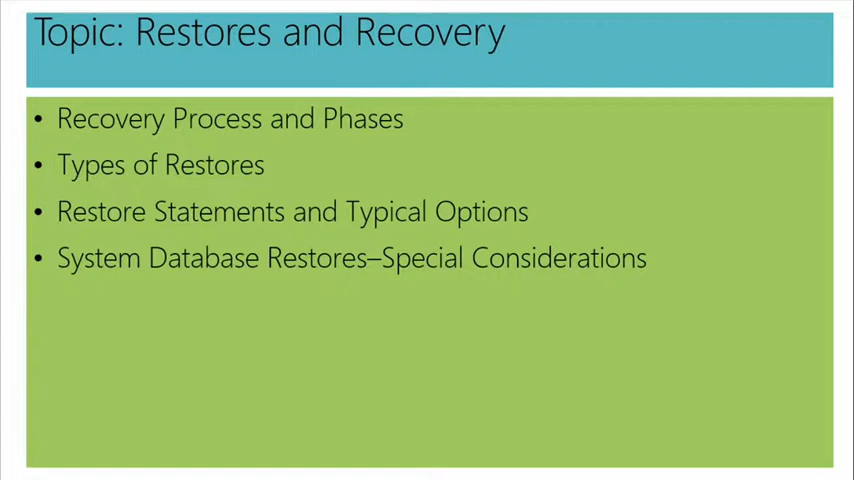 Topic: Restores and Recovery
• Recovery Process and Phases
• Types of Restores
• Restore Statements and Typical Options
• System Database Restores–Special Considerations